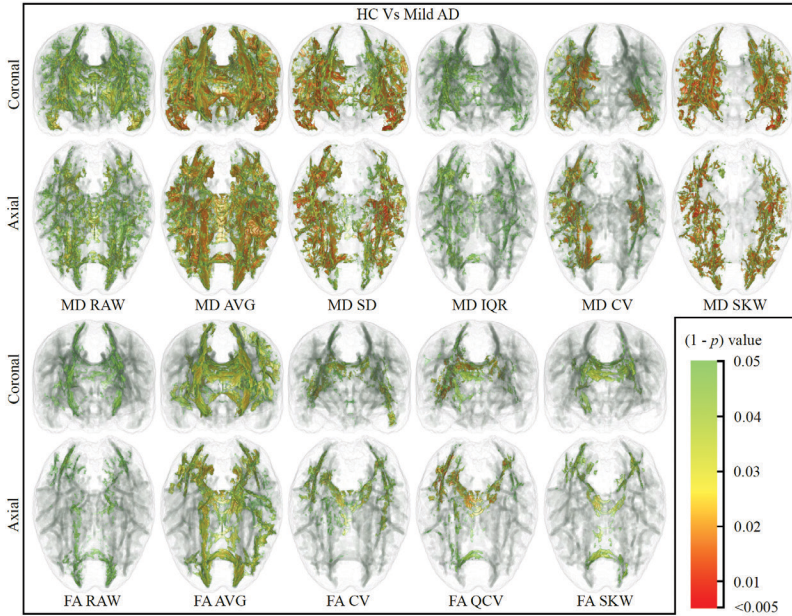 HC Vs Mild AD
Coronal
Axial
MD RAW MD AVG MD SD MD IQR MD CV MD SKW
Coronal
Axial
FA RAW FA AVG FA CV FA QCV FA SKW
(1 - p) value
0.05
0.04
0.03
0.02
0.01
<0.005